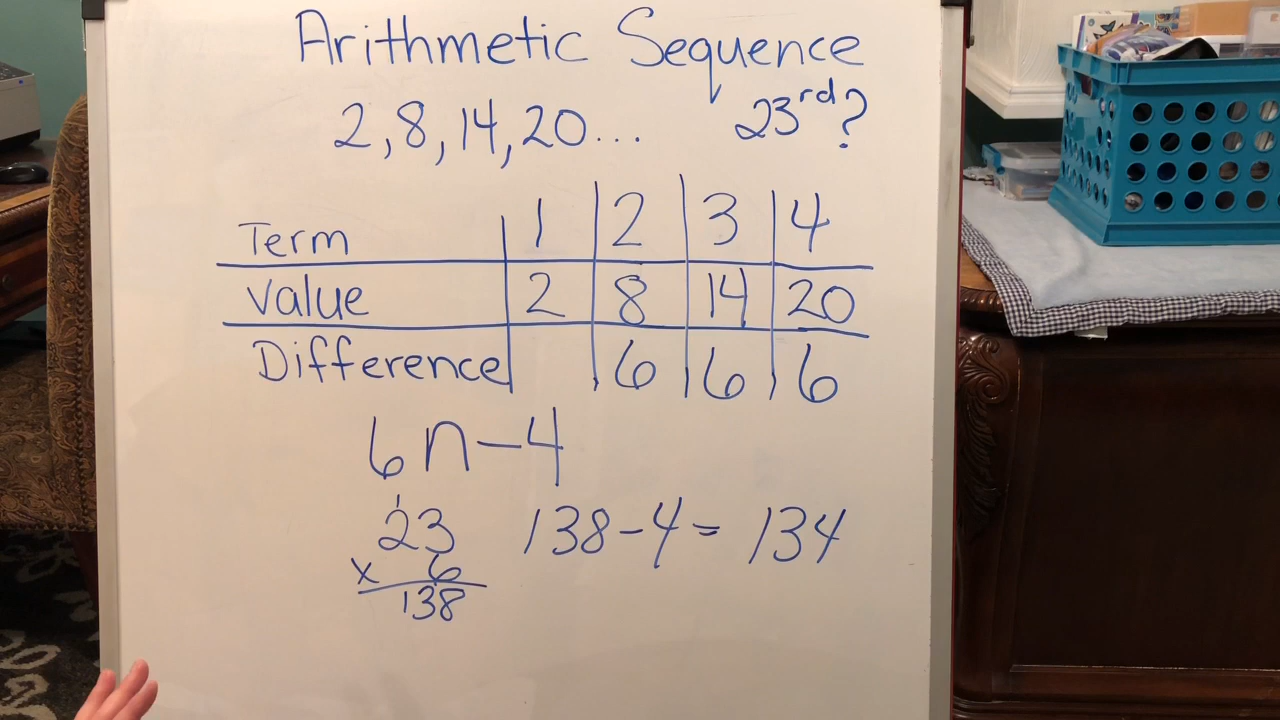 Arithmetic Sequence
2, 8, 14, 20... 23rd?
Term 1 2 3 4
Value 2 8 14 20
Difference 6 6 6
6n-4
1
23 138-4= 134
x 6
138